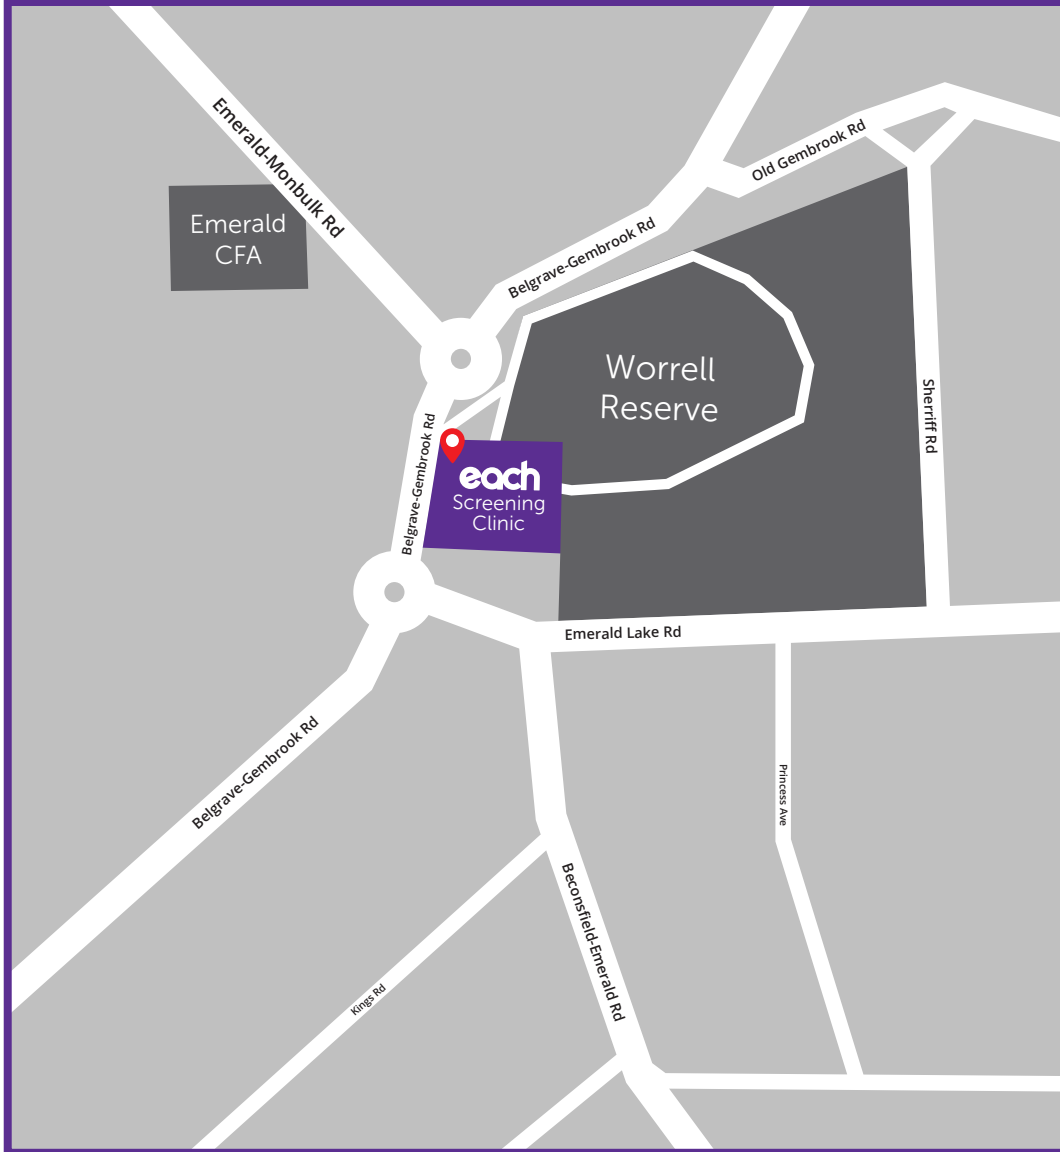 Emerald-Monbulk Rd
Old Gembrook Rd
Emerald
CFA
Belgrave-Gembrook Rd
Worrell
Reserve
Sherriff Rd
Belgrave-Gembrook Rd
each
Screening
Clinic
Emerald Lake Rd
Belgrave-Gembrook Rd
Princess Ave
Beconsfield-Emerald Rd
Kings Rd